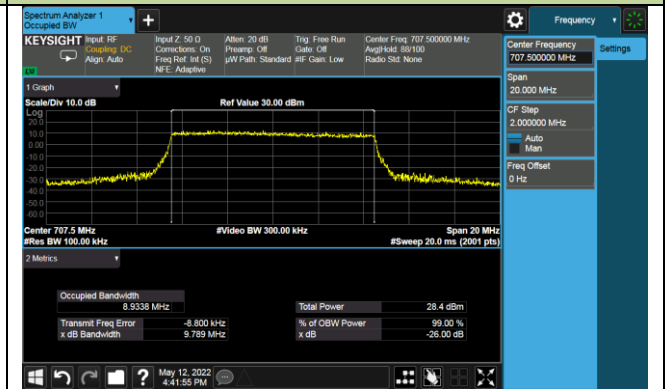 Spectrum Analyzer 1
Occupied BW
Frequency
KEYSIGHT
Input: RF
Coupling: DC
Align: Auto
Input Z: 50 Ω
Corrections: On
Freq Ref: Int (S)
NFE: Adaptive
Atten: 20 dB
Preamp: Off
µW Path: Standard
Trig: Free Run
Gate: Off
#IF Gain: Low
Center Freq: 707.500000 MHz
Avg|Hold: 88/100
Radio Std: None
Center Frequency
707.500000 MHz
Settings
Span
20.000 MHz
CF Step
2.000000 MHz
Auto
Man
Freq Offset
0 Hz
1 Graph
Scale/Div 10.0 dB
Ref Value 30.00 dBm
Log
20.0
10.0
0.00
-10.0
-20.0
-30.0
-40.0
-50.0
-60.0
Center 707.5 MHz
#Video BW 300.00 kHz
Span 20 MHz
#Res BW 100.00 kHz
#Sweep 20.0 ms (2001 pts)
2 Metrics
Occupied Bandwidth
8.9338 MHz
Total Power 28.4 dBm
Transmit Freq Error -8.800 kHz
% of OBW Power 99.00 %
x dB Bandwidth 9.789 MHz
x dB -26.00 dB
May 12, 2022
4:41:55 PM